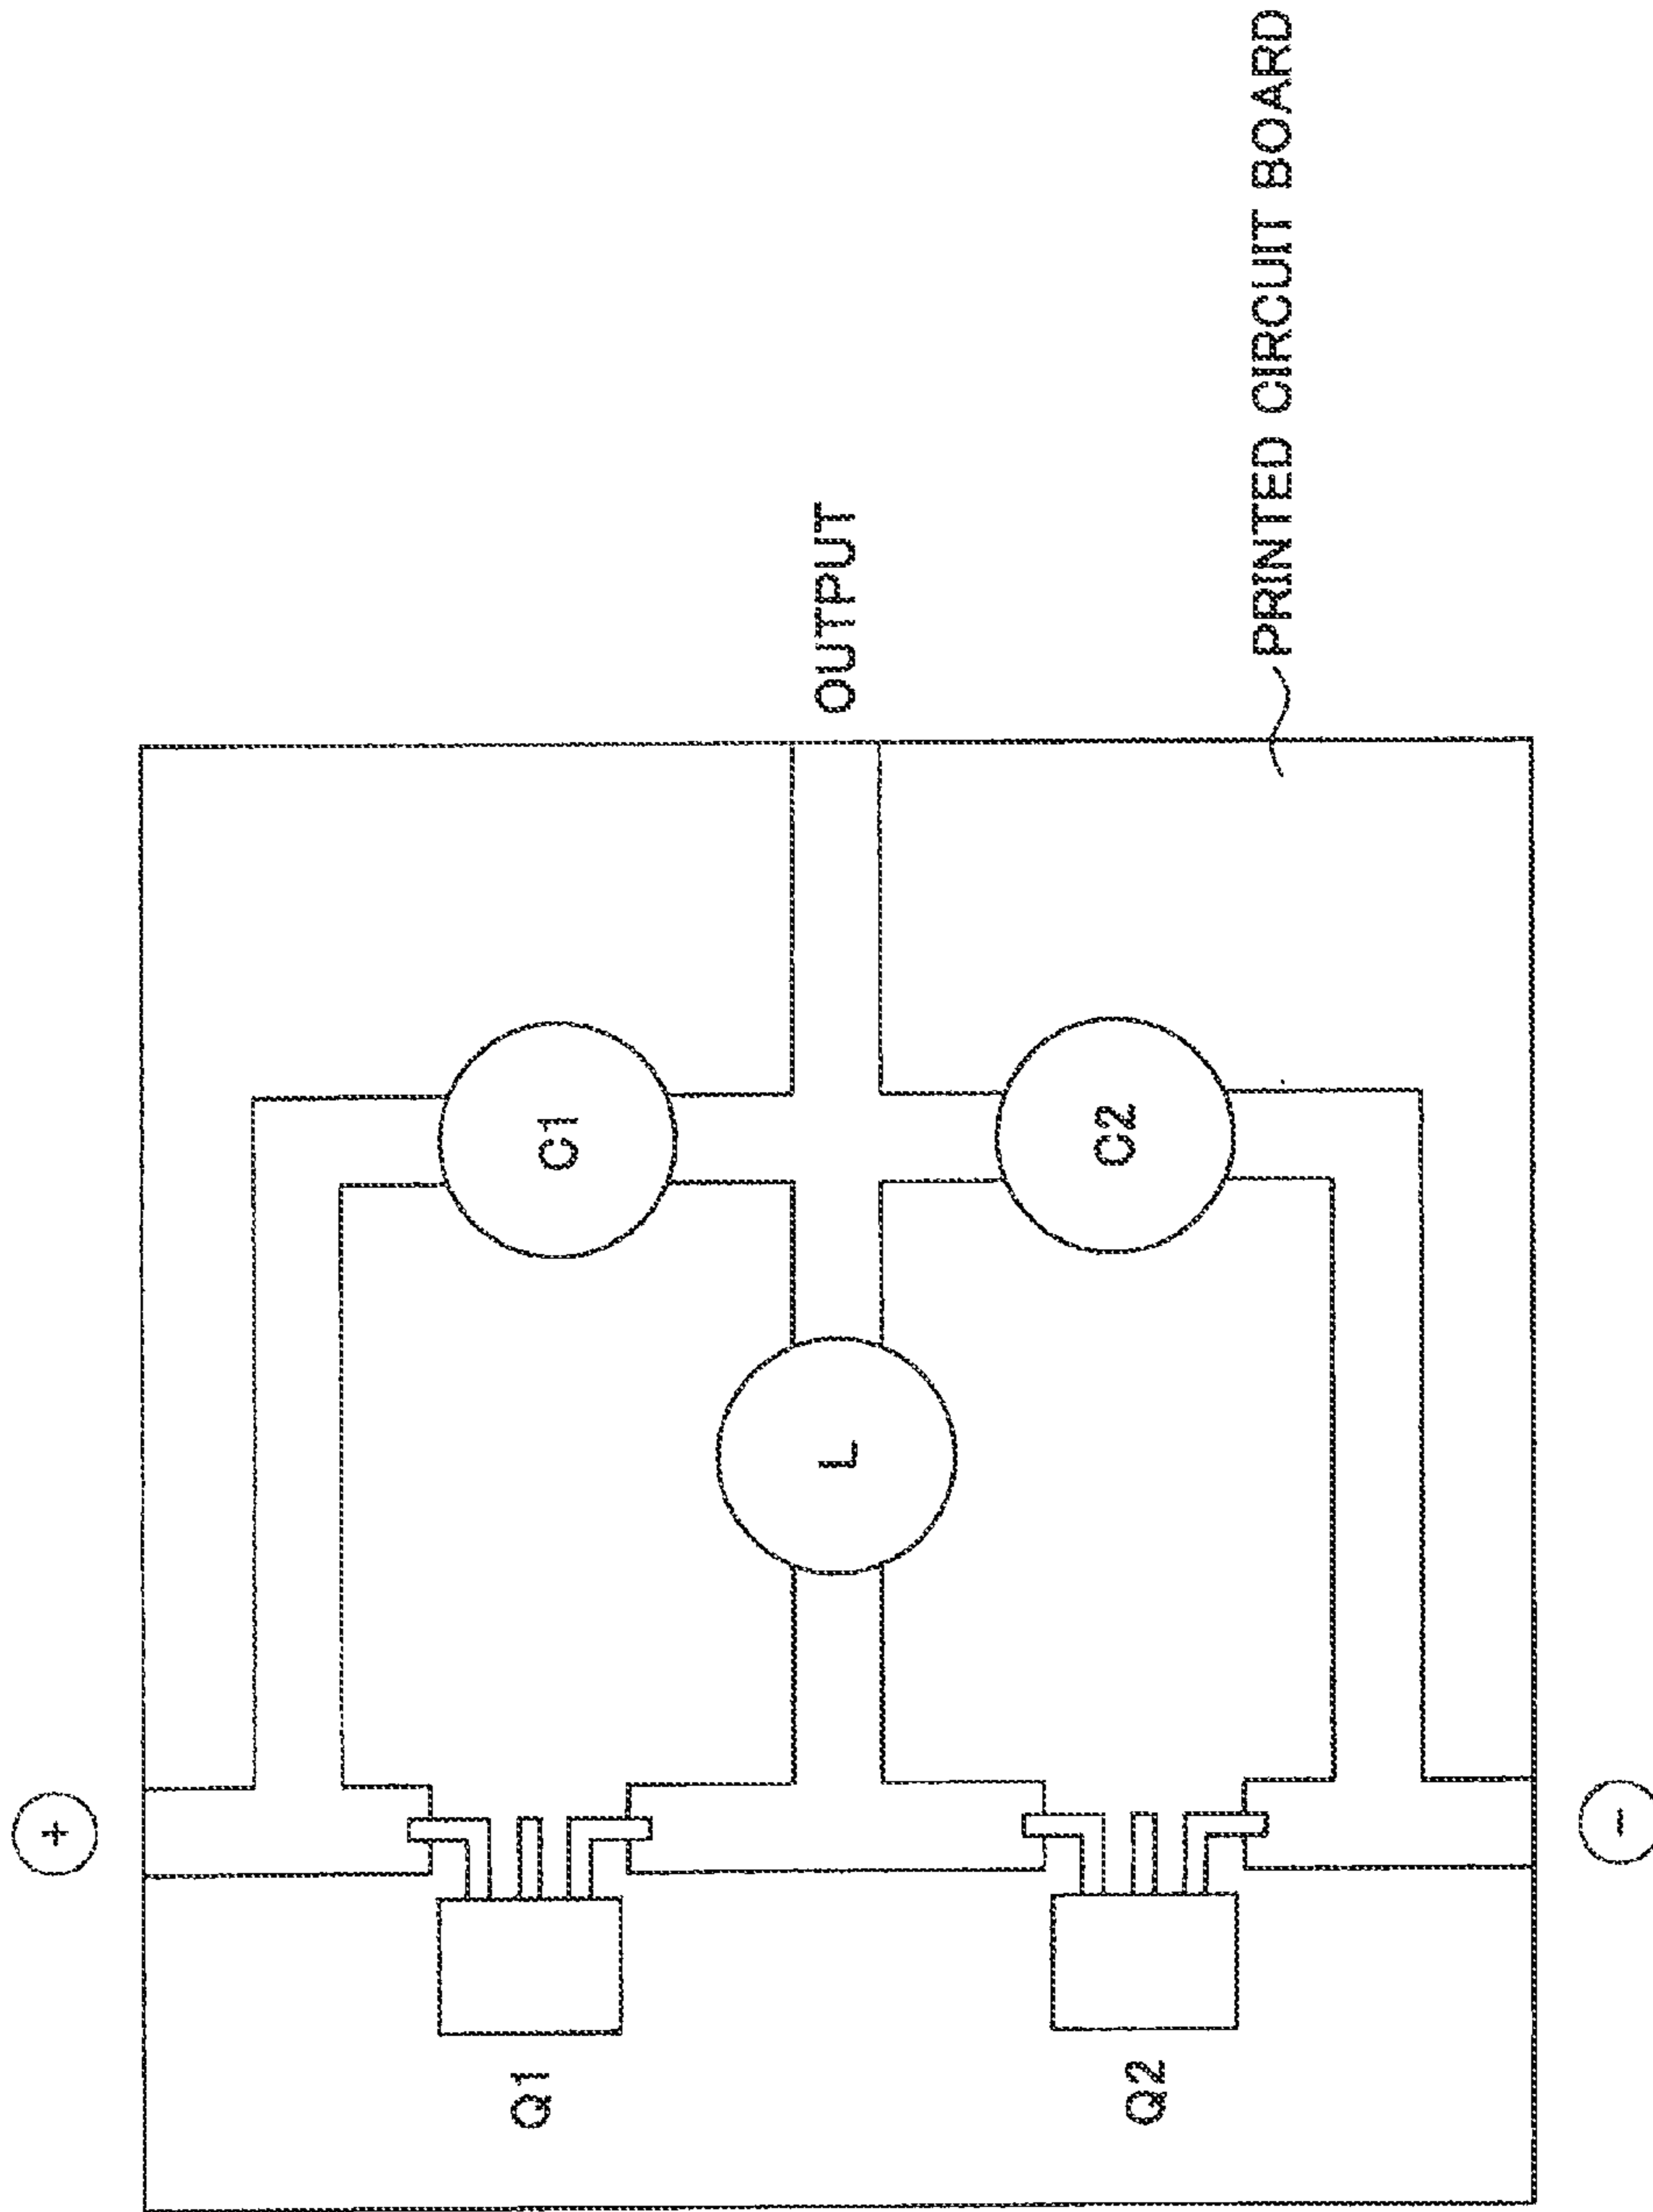 +
Q1
C1
L
OUTPUT
Q2
C2
PRINTED CIRCUIT BOARD
−